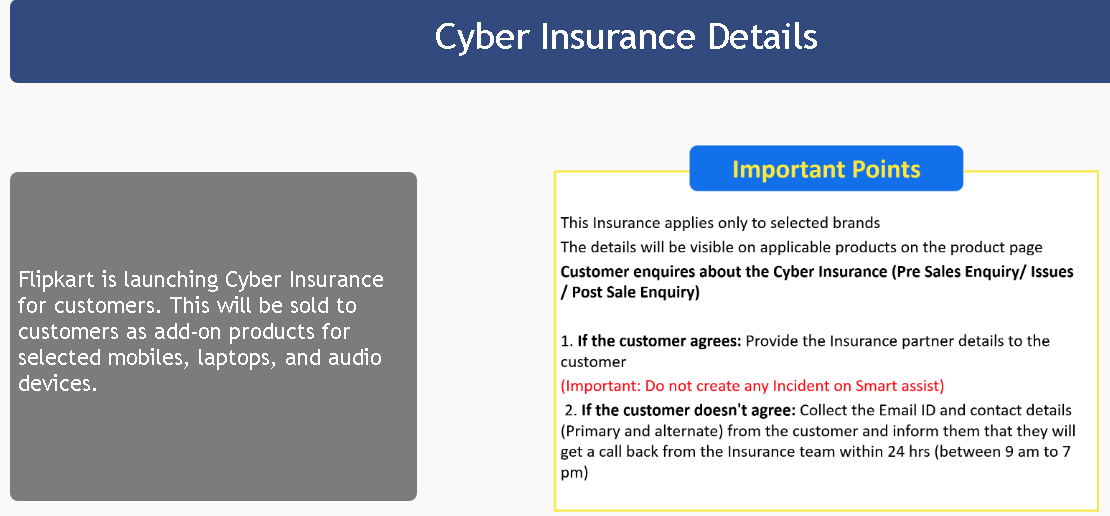 Cyber Insurance Details
Flipkart is launching Cyber Insurance
for customers. This will be sold to
customers as add-on products for
selected mobiles, laptops, and audio
devices.
Important Points
This Insurance applies only to selected brands
The details will be visible on applicable products on the product page
Customer enquires about the Cyber Insurance (Pre Sales Enquiry/ Issues
/ Post Sale Enquiry)
1. If the customer agrees: Provide the Insurance partner details to the
customer
(Important: Do not create any Incident on Smart assist)
2. If the customer doesn't agree: Collect the Email ID and contact details
(Primary and alternate) from the customer and inform them that they will
get a call back from the Insurance team within 24 hrs (between 9 am to 7
pm)